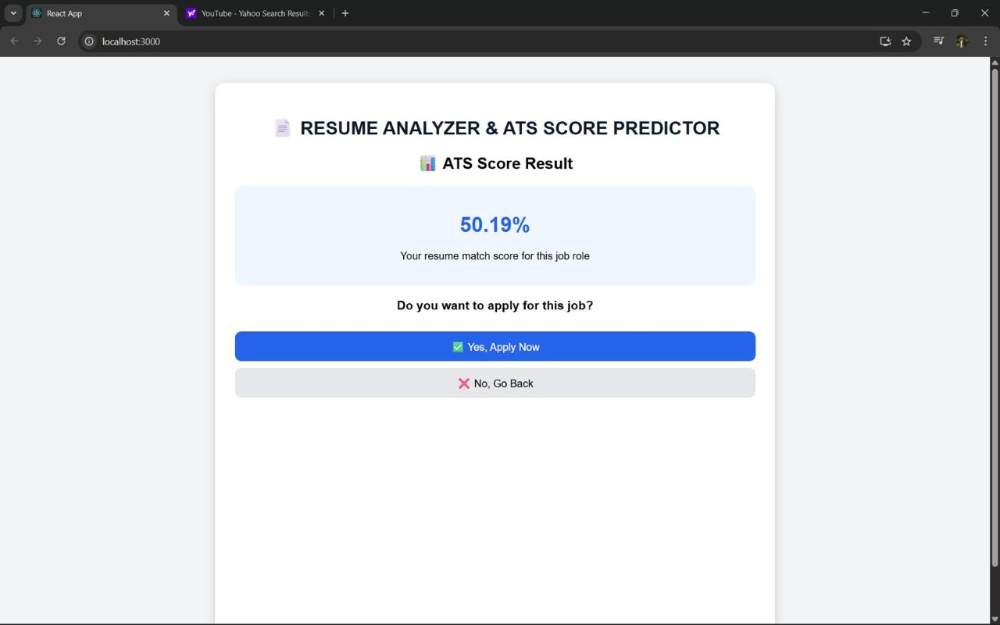 React App
YouTube - Yahoo Search Results
localhost:3000
RESUME ANALYZER & ATS SCORE PREDICTOR
ATS Score Result
50.19%
Your resume match score for this job role
Do you want to apply for this job?
Yes, Apply Now
No, Go Back